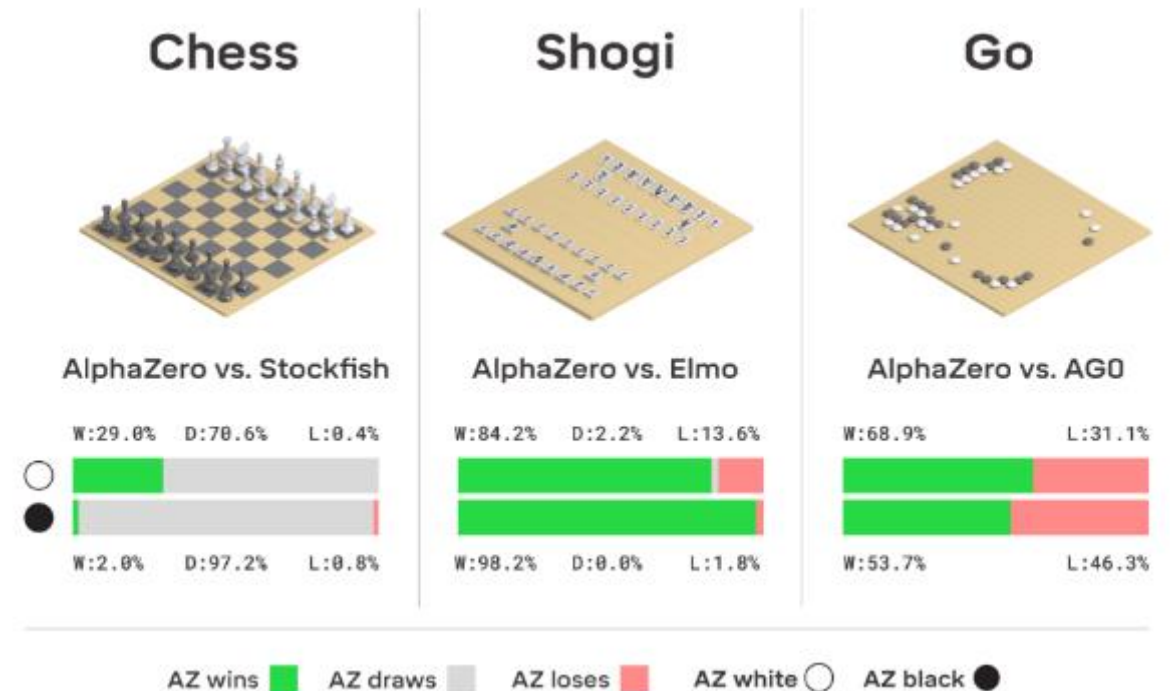 Chess
Shogi
Go
AlphaZero vs. Stockfish
AlphaZero vs. Elmo
AlphaZero vs. AG0
W:29.0% D:70.6% L:0.4%
W:84.2% D:2.2% L:13.6%
W:68.9% L:31.1%
W:2.0% D:97.2% L:0.8%
W:98.2% D:0.0% L:1.8%
W:53.7% L:46.3%
AZ wins AZ draws AZ loses AZ white AZ black